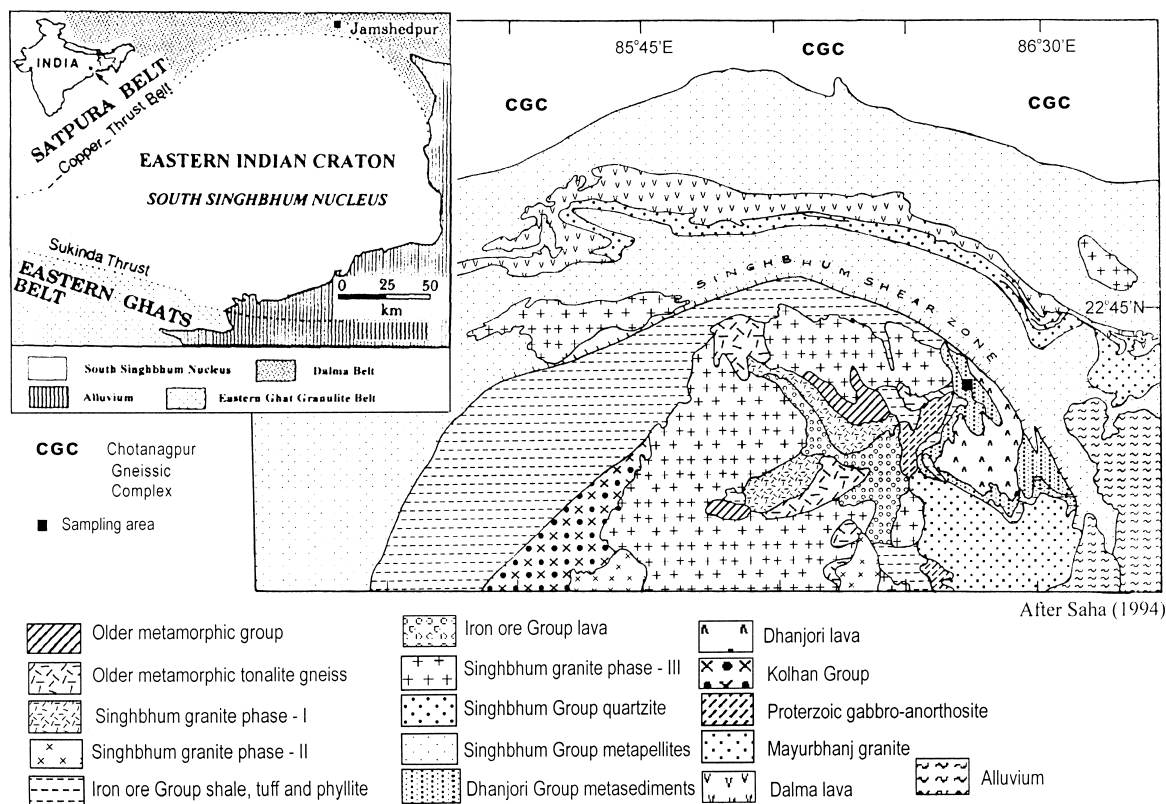 Jamshedpur
INDIA
SATPURA BELT
Copper_Thrust Belt
EASTERN INDIAN CRATON
SOUTH SINGHBHUM NUCLEUS
Sukinda Thrust
EASTERN GHATS
BELT
0 25 50
km
South Singhbhum Nucleus
Dalma Belt
Alluvium
Eastern Ghat Granulite Belt
CGC Chotanagpur
Gneissic
Complex
Sampling area
85°45'E
86°30'E
CGC
CGC
CGC
SINGHBHUM SHEAR ZONE
22°45'N
After Saha (1994)
Older metamorphic group
Older metamorphic tonalite gneiss
Singhbhum granite phase - I
Singhbhum granite phase - II
Iron ore Group shale, tuff and phyllite
Iron ore Group lava
Singhbhum granite phase - III
Singhbhum Group quartzite
Singhbhum Group metapellites
Dhanjori Group metasediments
Dhanjori lava
Kolhan Group
Proterzoic gabbro-anorthosite
Mayurbhanj granite
Dalma lava
Alluvium